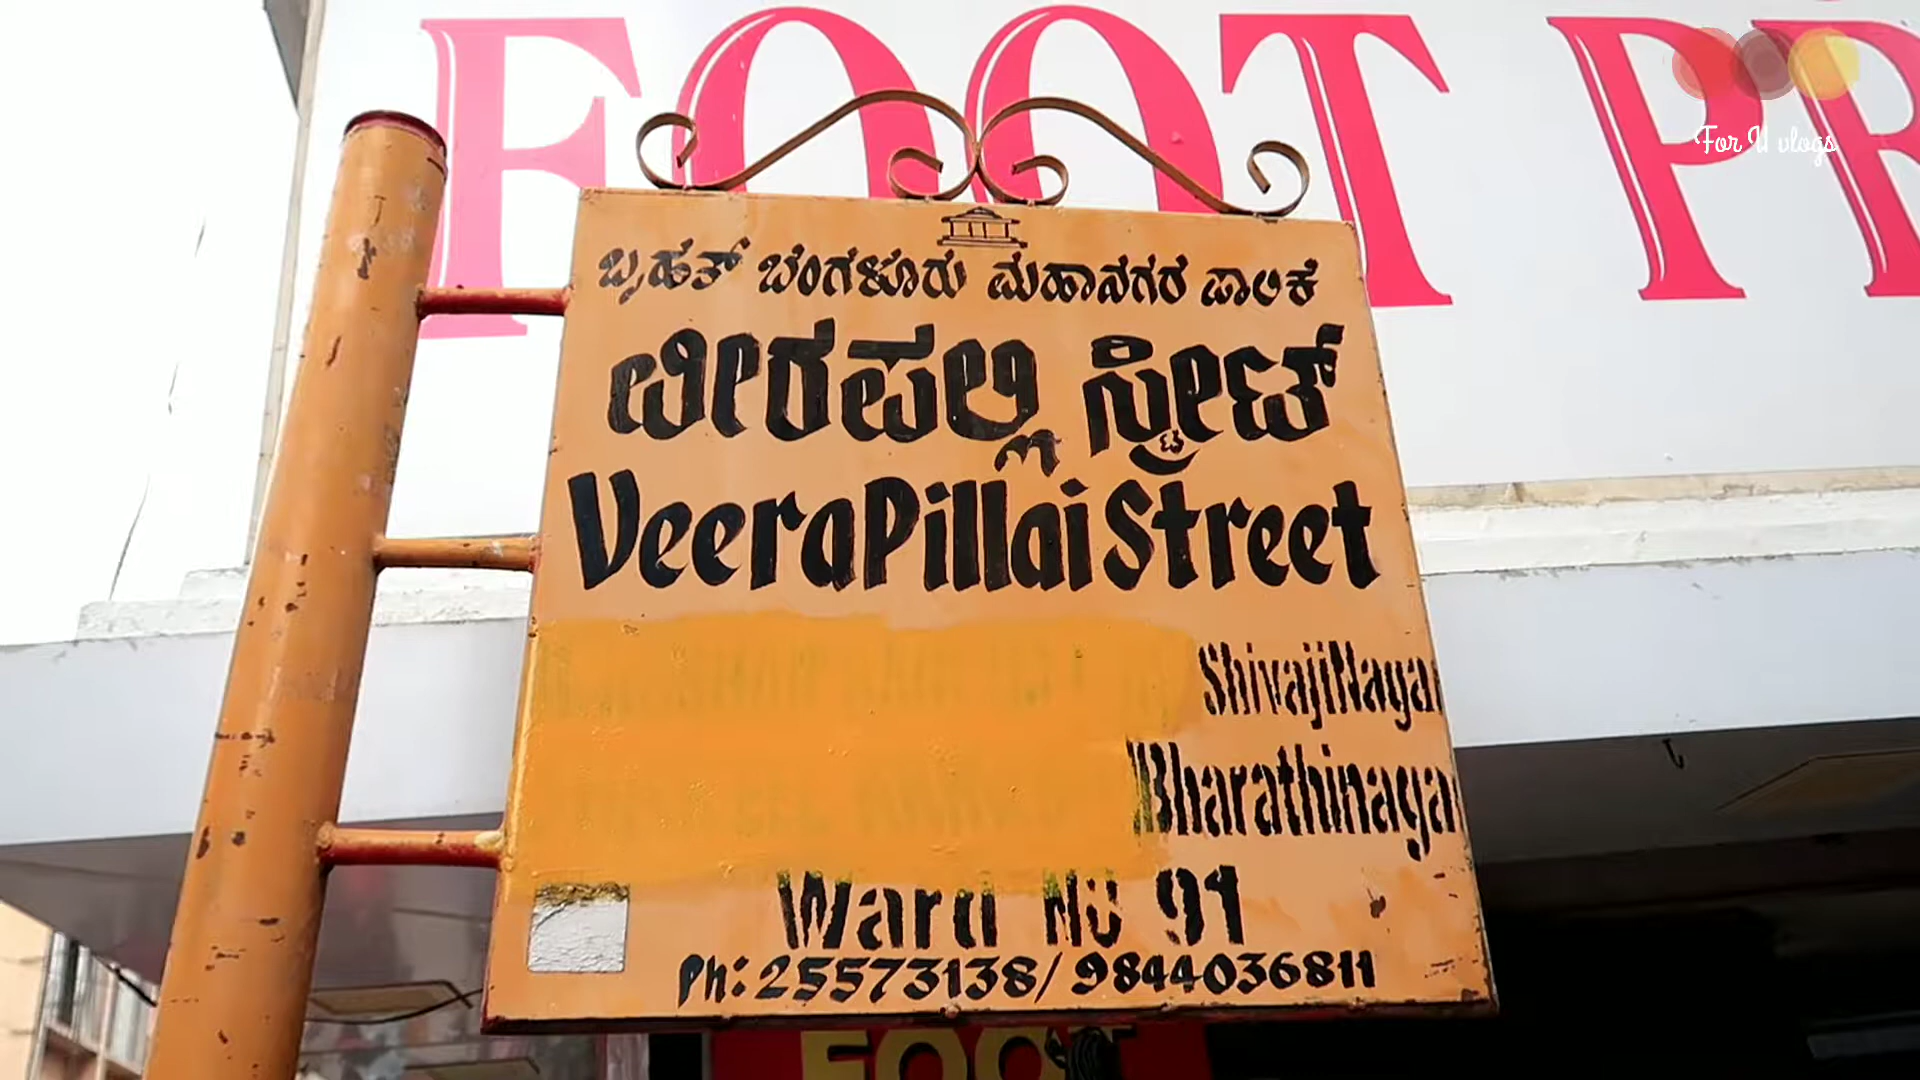 FOOT PR
For U vlogs
ಬೃಹತ್ ಬೆಂಗಳೂರು ಮಹಾನಗರ ಪಾಲಿಕೆ
ವೀರಪಲ್ಲಿ ಸ್ಟ್ರೀಟ್
VeeraPillai Street
ShivajiNagar
Bharathinagar
Ward No 91
Ph: 25573138/ 9844036811
FOOT